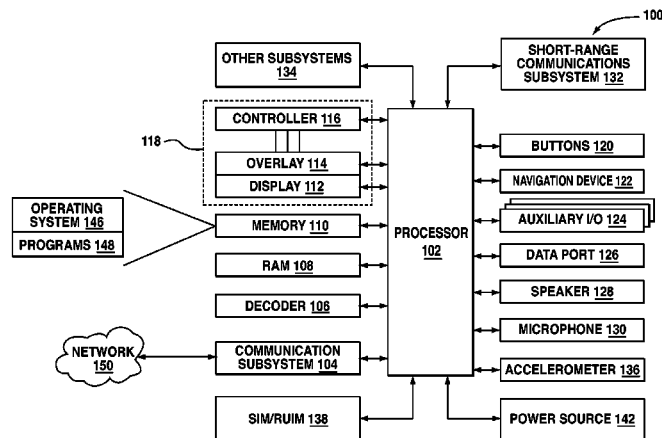 100
OTHER SUBSYSTEMS
134
SHORT-RANGE
COMMUNICATIONS
SUBSYSTEM 132
118
CONTROLLER 116
OVERLAY 114
DISPLAY 112
BUTTONS 120
NAVIGATION DEVICE 122
OPERATING
SYSTEM 146
PROGRAMS 148
MEMORY 110
PROCESSOR
102
AUXILIARY I/O 124
RAM 108
DATA PORT 126
DECODER 106
SPEAKER 128
MICROPHONE 130
NETWORK
150
COMMUNICATION
SUBSYSTEM 104
ACCELEROMETER 136
SIM/RUIM 138
POWER SOURCE 142